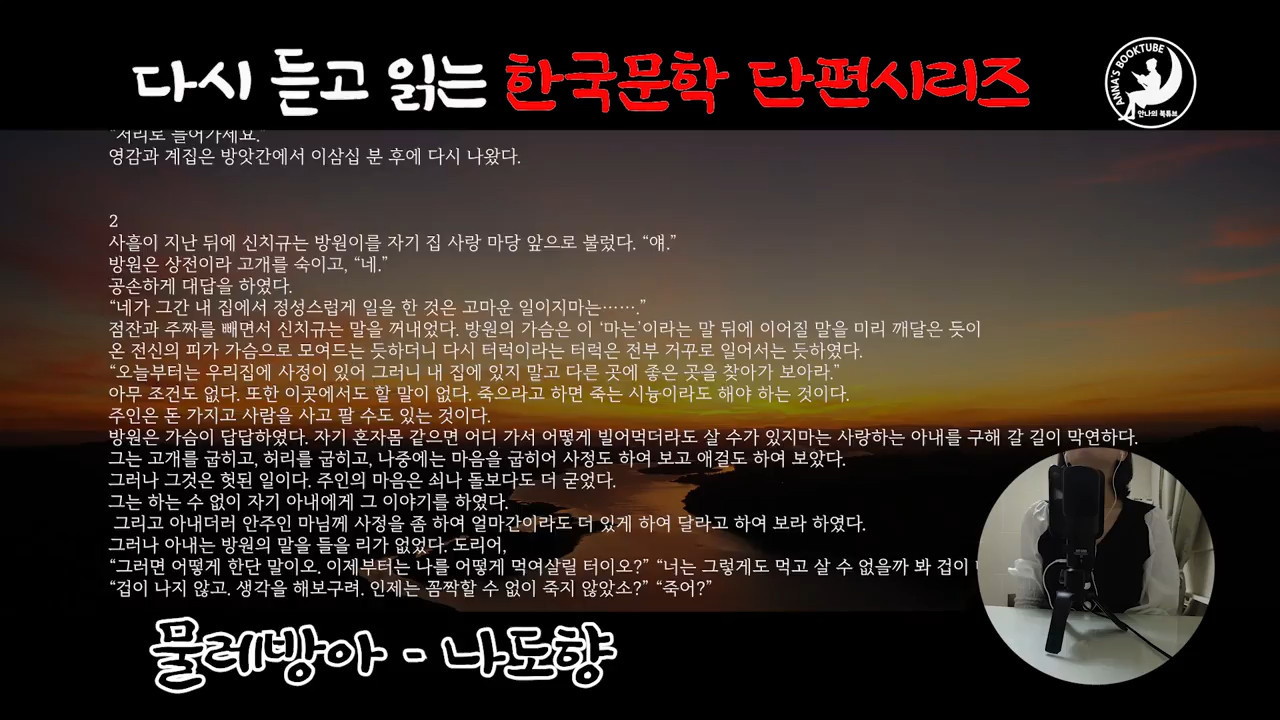 다시 듣고 읽는 한국문학 단편시리즈
ANNA'S BOOKTUBE
안나의 북튜브
"저리로 들어가세요."
영감과 계집은 방앗간에서 이삼십 분 후에 다시 나왔다.
2
사흘이 지난 뒤에 신치규는 방원이를 자기 집 사랑 마당 앞으로 불렀다. “얘.”
방원은 상전이라 고개를 숙이고, “네.”
공손하게 대답을 하였다.
“네가 그간 내 집에서 정성스럽게 일을 한 것은 고마운 일이지마는…….”
점잔과 주짜를 빼면서 신치규는 말을 꺼내었다. 방원의 가슴은 이 ‘마는’이라는 말 뒤에 이어질 말을 미리 깨달은 듯이
온 전신의 피가 가슴으로 모여드는 듯하더니 다시 터럭이라는 터럭은 전부 거꾸로 일어서는 듯하였다.
“오늘부터는 우리집에 사정이 있어 그러니 내 집에 있지 말고 다른 곳에 좋은 곳을 찾아가 보아라.”
아무 조건도 없다. 또한 이곳에서도 할 말이 없다. 죽으라고 하면 죽는 시늉이라도 해야 하는 것이다.
주인은 돈 가지고 사람을 사고 팔 수도 있는 것이다.
방원은 가슴이 답답하였다. 자기 혼자몸 같으면 어디 가서 어떻게 빌어먹더라도 살 수가 있지마는 사랑하는 아내를 구해 갈 길이 막연하다.
그는 고개를 굽히고, 허리를 굽히고, 나중에는 마음을 굽히어 사정도 하여 보고 애걸도 하여 보았다.
그러나 그것은 헛된 일이다. 주인의 마음은 쇠나 돌보다도 더 굳었다.
그는 하는 수 없이 자기 아내에게 그 이야기를 하였다.
그리고 아내더러 안주인 마님께 사정을 좀 하여 얼마간이라도 더 있게 하여 달라고 하여 보라 하였다.
그러나 아내는 방원의 말을 들을 리가 없었다. 도리어,
“그러면 어떻게 한단 말이오. 이제부터는 나를 어떻게 먹여살릴 터이오?” “너는 그렇게도 먹고 살 수 없을까 봐 겁이
“겁이 나지 않고. 생각을 해보구려. 인제는 꼼짝할 수 없이 죽지 않았소?” “죽어?”
물레방아 - 나도향